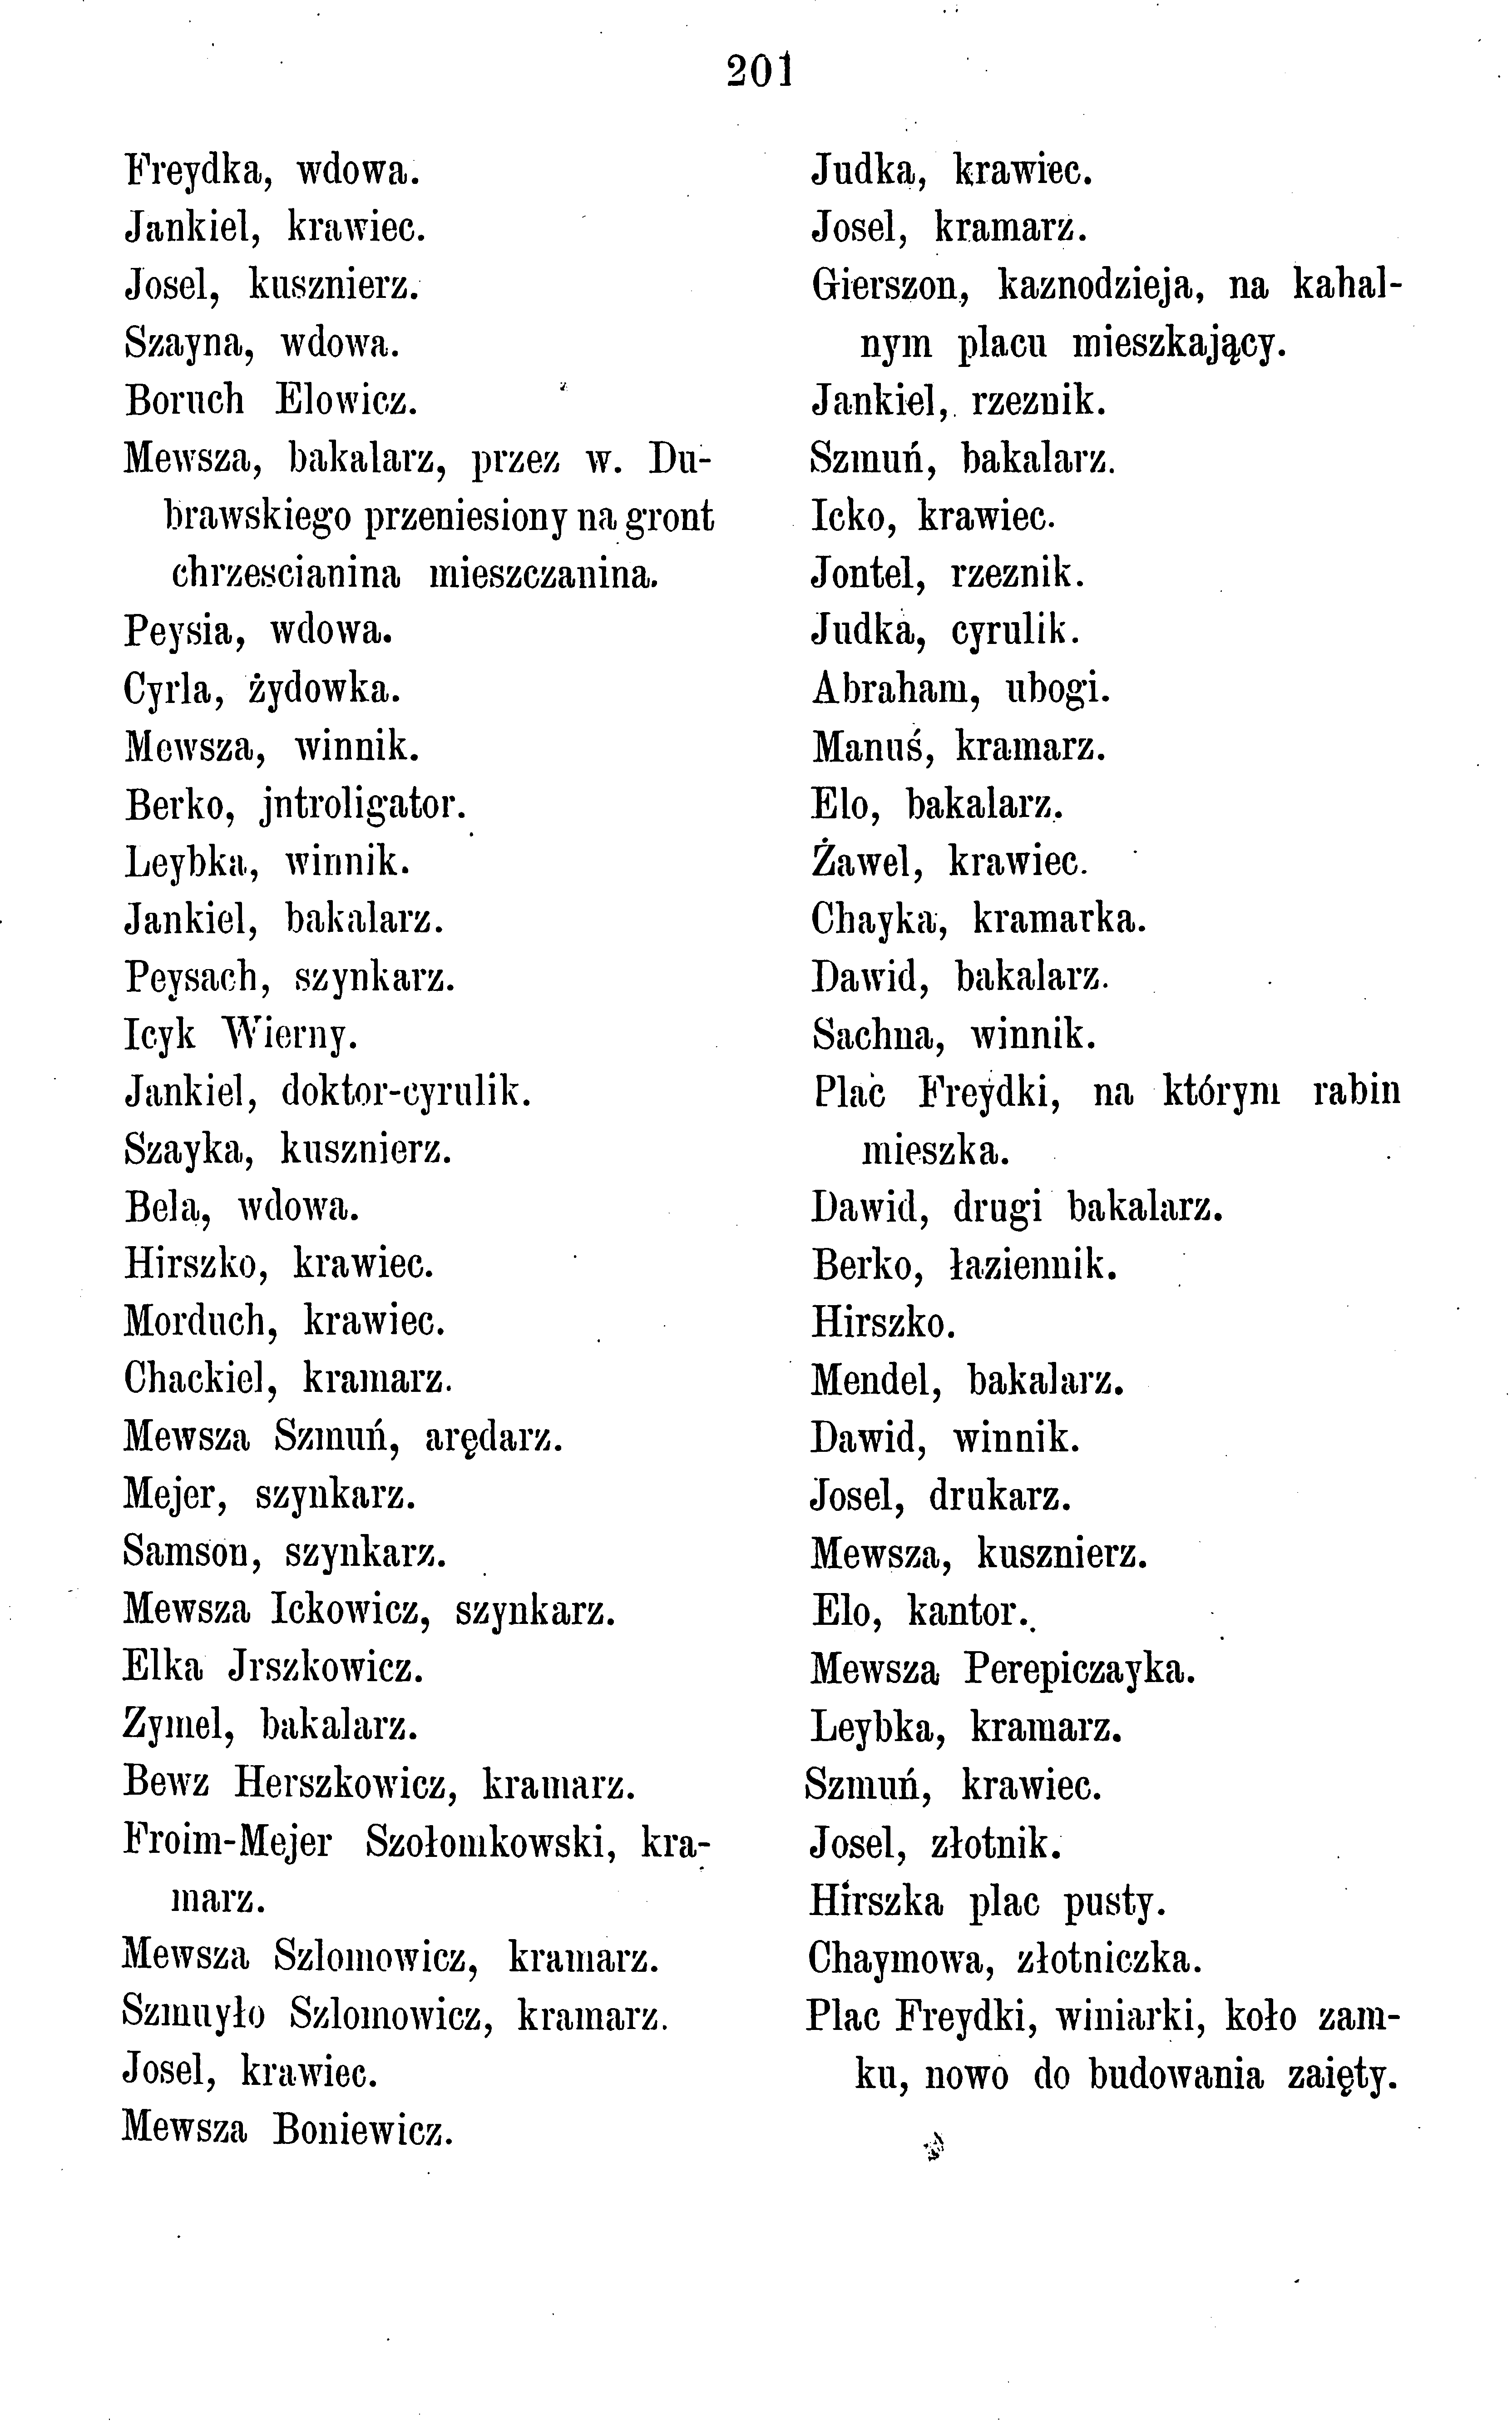 201
Freydka, wdowa.
Jankiel, krawiec.
Josel, kusznierz.
Szayna, wdowa.
Boruch Elowicz.
Mewsza, bakalarz, przez w. Du-
brawskiego przeniesiony na gront
chrzescianina mieszczanina.
Peysia, wdowa.
Cyrla, żydowka.
Mewsza, winnik.
Berko, jntroligator.
Leybka, winnik.
Jankiel, bakalarz.
Peysach, szynkarz.
Icyk Wierny.
Jankiel, doktor-cyrulik.
Szayka, kusznierz.
Bela, wdowa.
Hirszko, krawiec.
Morduch, krawiec.
Chackiel, kramarz.
Mewsza Szmuń, arędarz.
Mejer, szynkarz.
Samson, szynkarz.
Mewsza Ickowicz, szynkarz.
Elka Jrszkowicz.
Zymel, bakalarz.
Bewz Herszkowicz, kramarz.
Froim-Mejer Szołomkowski, kra-
marz.
Mewsza Szlomowicz, kramarz.
Szmuyło Szlomowicz, kramarz.
Josel, krawiec.
Mewsza Boniewicz.
Judka, krawiec.
Josel, kramarz.
Gierszon, kaznodzieja, na kahal-
nym placu mieszkający.
Jankiel, rzeznik.
Szmuń, bakalarz.
Icko, krawiec.
Jontel, rzeznik.
Judka, cyrulik.
Abraham, ubogi.
Manuś, kramarz.
Elo, bakalarz.
Żawel, krawiec.
Chayka, kramarka.
Dawid, bakalarz.
Sachna, winnik.
Plac Freydki, na którym rabin
mieszka.
Dawid, drugi bakalarz.
Berko, łaziennik.
Hirszko.
Mendel, bakalarz.
Dawid, winnik.
Josel, drukarz.
Mewsza, kusznierz.
Elo, kantor.
Mewsza Perepiczayka.
Leybka, kramarz.
Szmuń, krawiec.
Josel, złotnik.
Hirszka plac pusty.
Chaymowa, złotniczka.
Plac Freydki, winiarki, koło zam-
ku, nowo do budowania zaięty.